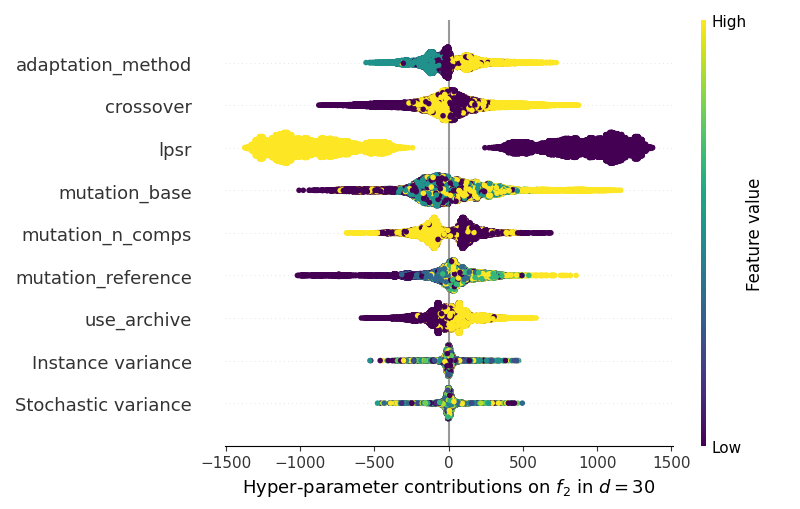 High
adaptation_method
crossover
lpsr
mutation_base
mutation_n_comps
mutation_reference
use_archive
Instance variance
Stochastic variance
Feature value
Low
−1500 −1000 −500 0 500 1000 1500
Hyper-parameter contributions on f₂ in d = 30